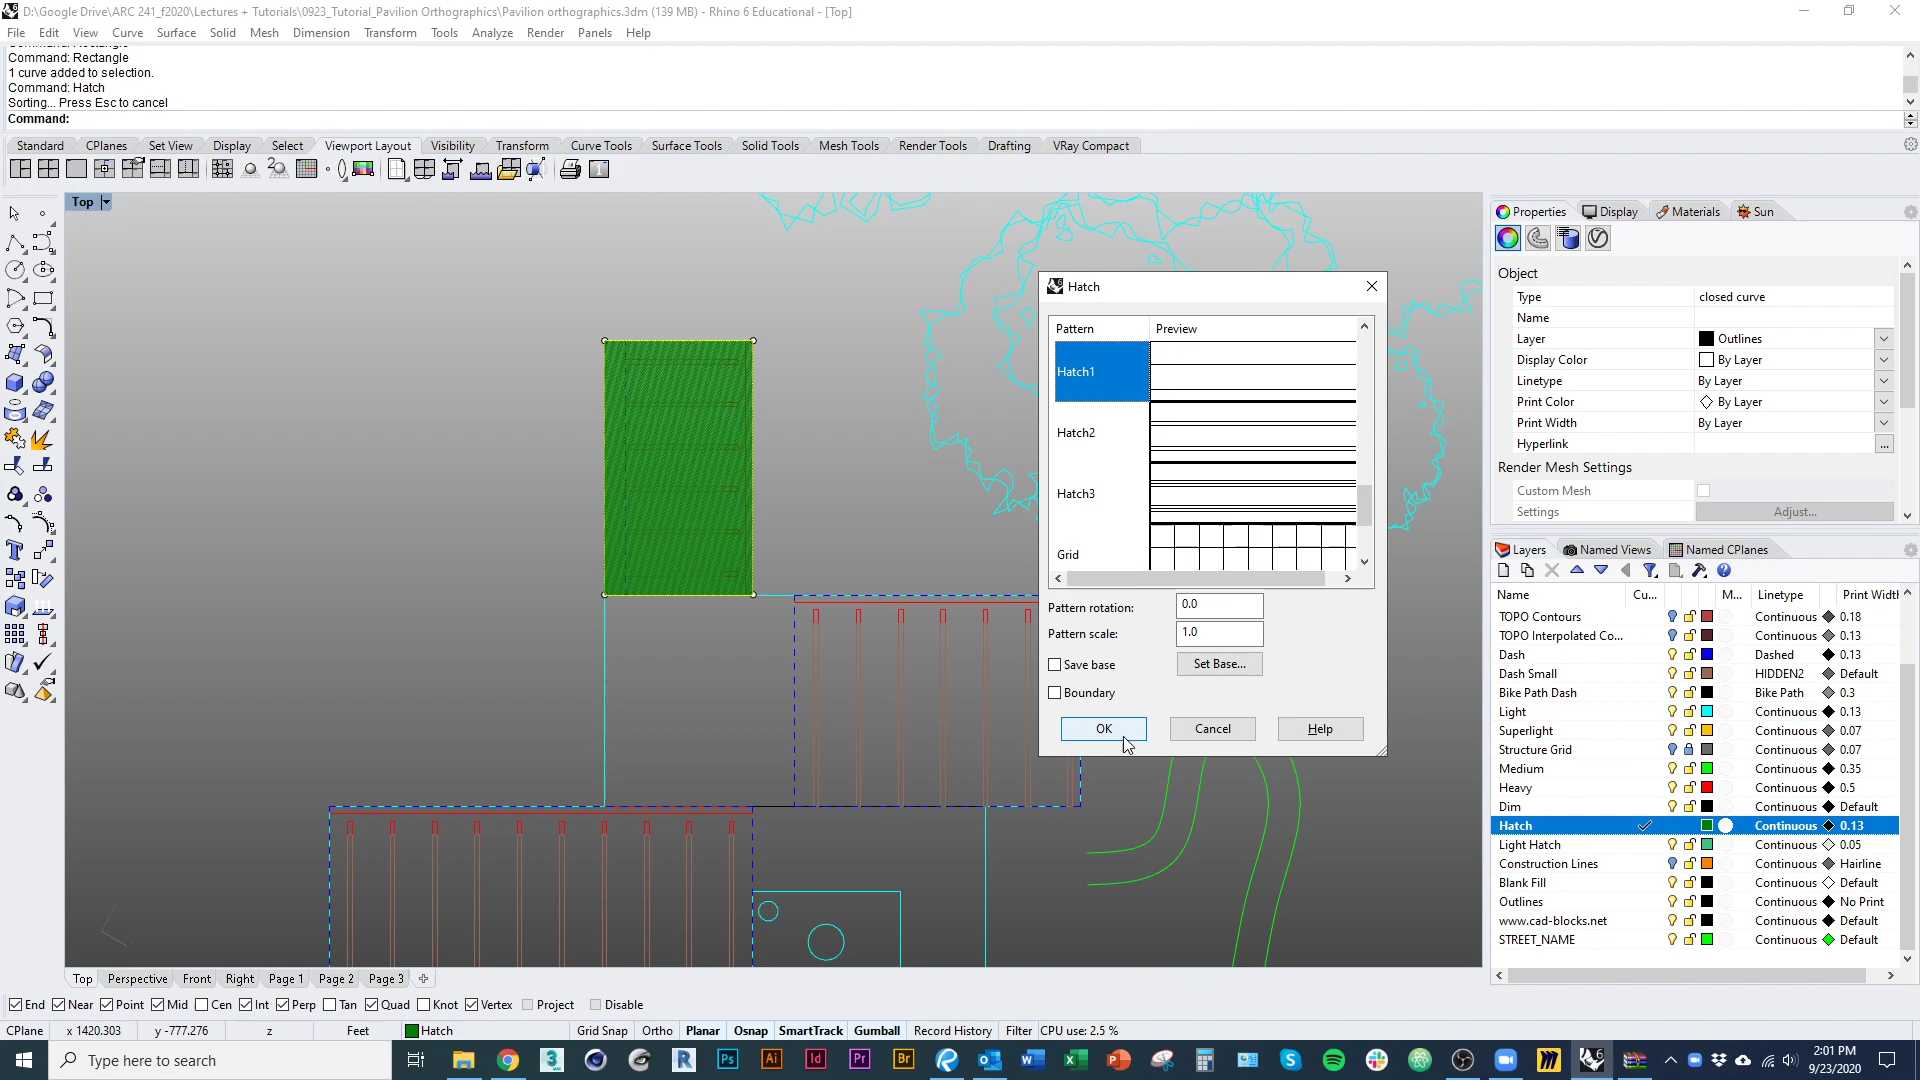 D:\Google Drive\ARC 241_f2020\Lectures + Tutorials\0923_Tutorial_Pavilion Orthographics\Pavilion orthographics.3dm (139 MB) - Rhino 6 Educational - [Top]
File Edit View Curve Surface Solid Mesh Dimension Transform Tools Analyze Render Panels Help
Command: Rectangle
1 curve added to selection.
Command: Hatch
Sorting... Press Esc to cancel
Command:
Standard CPlanes Set View Display Select Viewport Layout Visibility Transform Curve Tools Surface Tools Solid Tools Mesh Tools Render Tools Drafting VRay Compact
Top
Hatch
Pattern Preview
Hatch1
Hatch2
Hatch3
Grid
Pattern rotation: 0.0
Pattern scale: 1.0
Save base Set Base...
Boundary
OK Cancel Help
Properties Display Materials Sun
Object
Type closed curve
Name
Layer Outlines
Display Color By Layer
Linetype By Layer
Print Color By Layer
Print Width By Layer
Hyperlink ...
Render Mesh Settings
Custom Mesh
Settings Adjust...
Layers Named Views Named CPlanes
Name Cu... M... Linetype Print Width
TOPO Contours Continuous 0.18
TOPO Interpolated Co... Continuous 0.13
Dash Dashed 0.13
Dash Small HIDDEN2 Default
Bike Path Dash Bike Path 0.3
Light Continuous 0.13
Superlight Continuous 0.07
Structure Grid Continuous 0.07
Medium Continuous 0.35
Heavy Continuous 0.5
Dim Continuous Default
Hatch Continuous 0.13
Light Hatch Continuous 0.05
Construction Lines Continuous Hairline
Blank Fill Continuous Default
Outlines Continuous No Print
www.cad-blocks.net Continuous Default
STREET_NAME Continuous Default
Top Perspective Front Right Page 1 Page 2 Page 3
End Near Point Mid Cen Int Perp Tan Quad Knot Vertex Project Disable
CPlane x 1420.303 y -777.276 z Feet Hatch Grid Snap Ortho Planar Osnap SmartTrack Gumball Record History Filter CPU use: 2.5 %
Type here to search
2:01 PM
9/23/2020